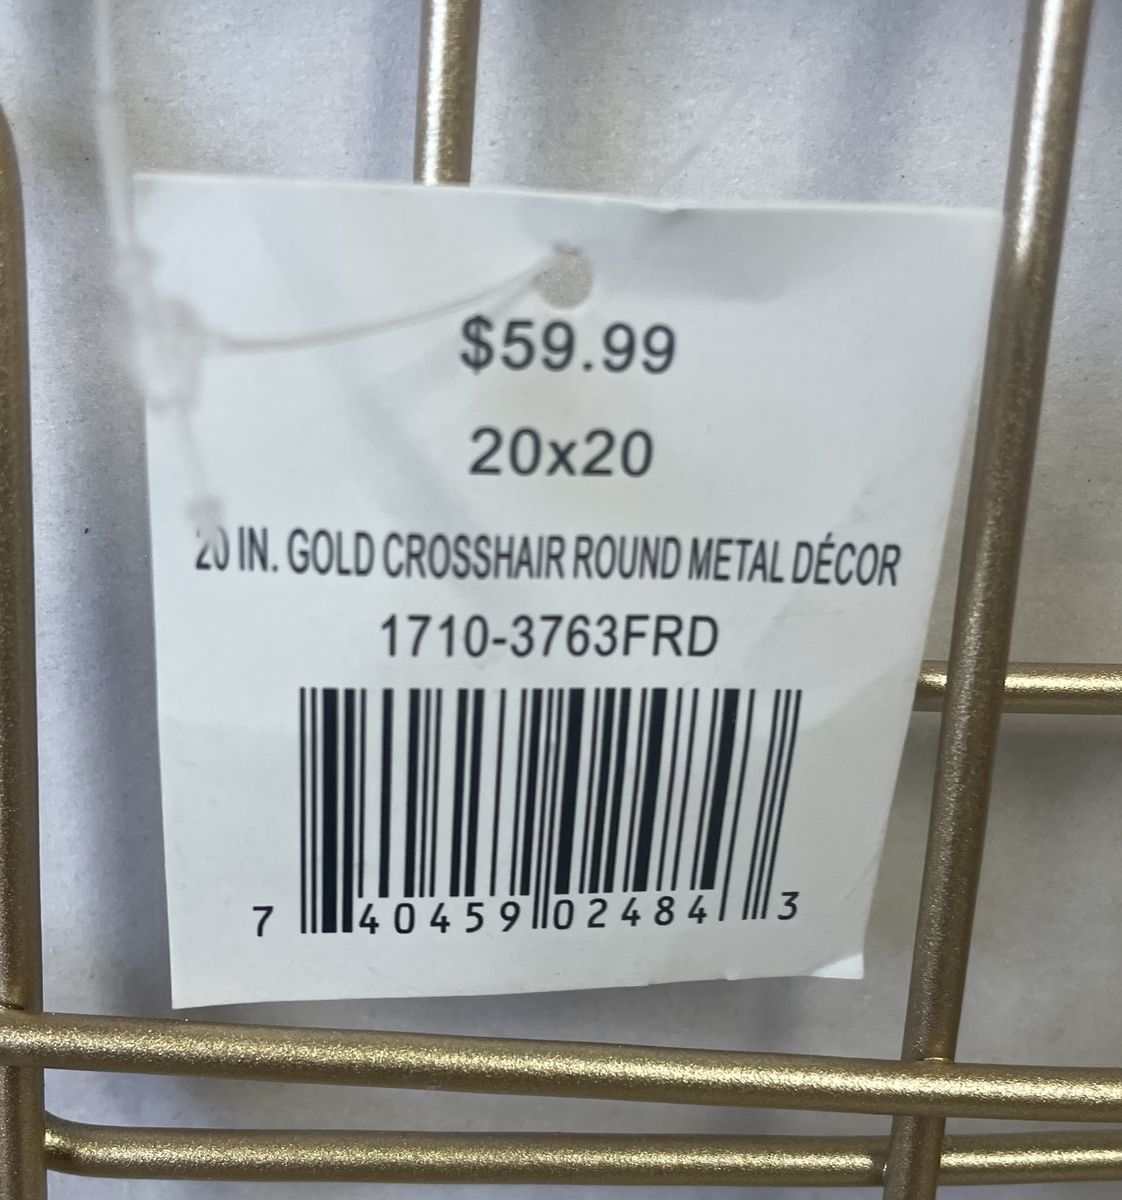 $59.99
20x20
20 IN. GOLD CROSSHAIR ROUND METAL DÉCOR
1710-3763FRD
7 40459 02484 3